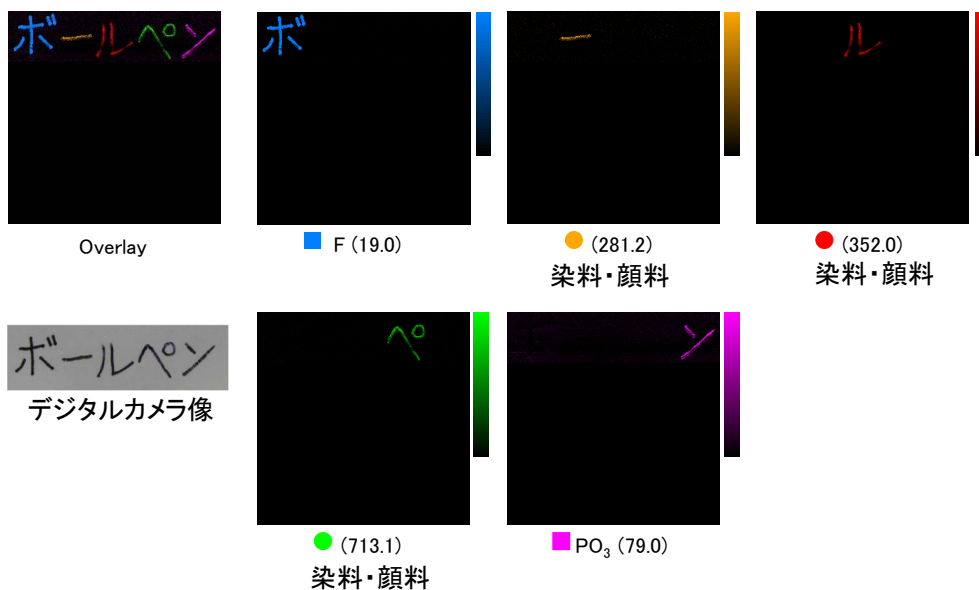 ボールペン
ボ
ー
ル
Overlay
F (19.0)
(281.2)
染料・顔料
(352.0)
染料・顔料
ボールペン
デジタルカメラ像
ペ
ン
(713.1)
染料・顔料
PO₃ (79.0)